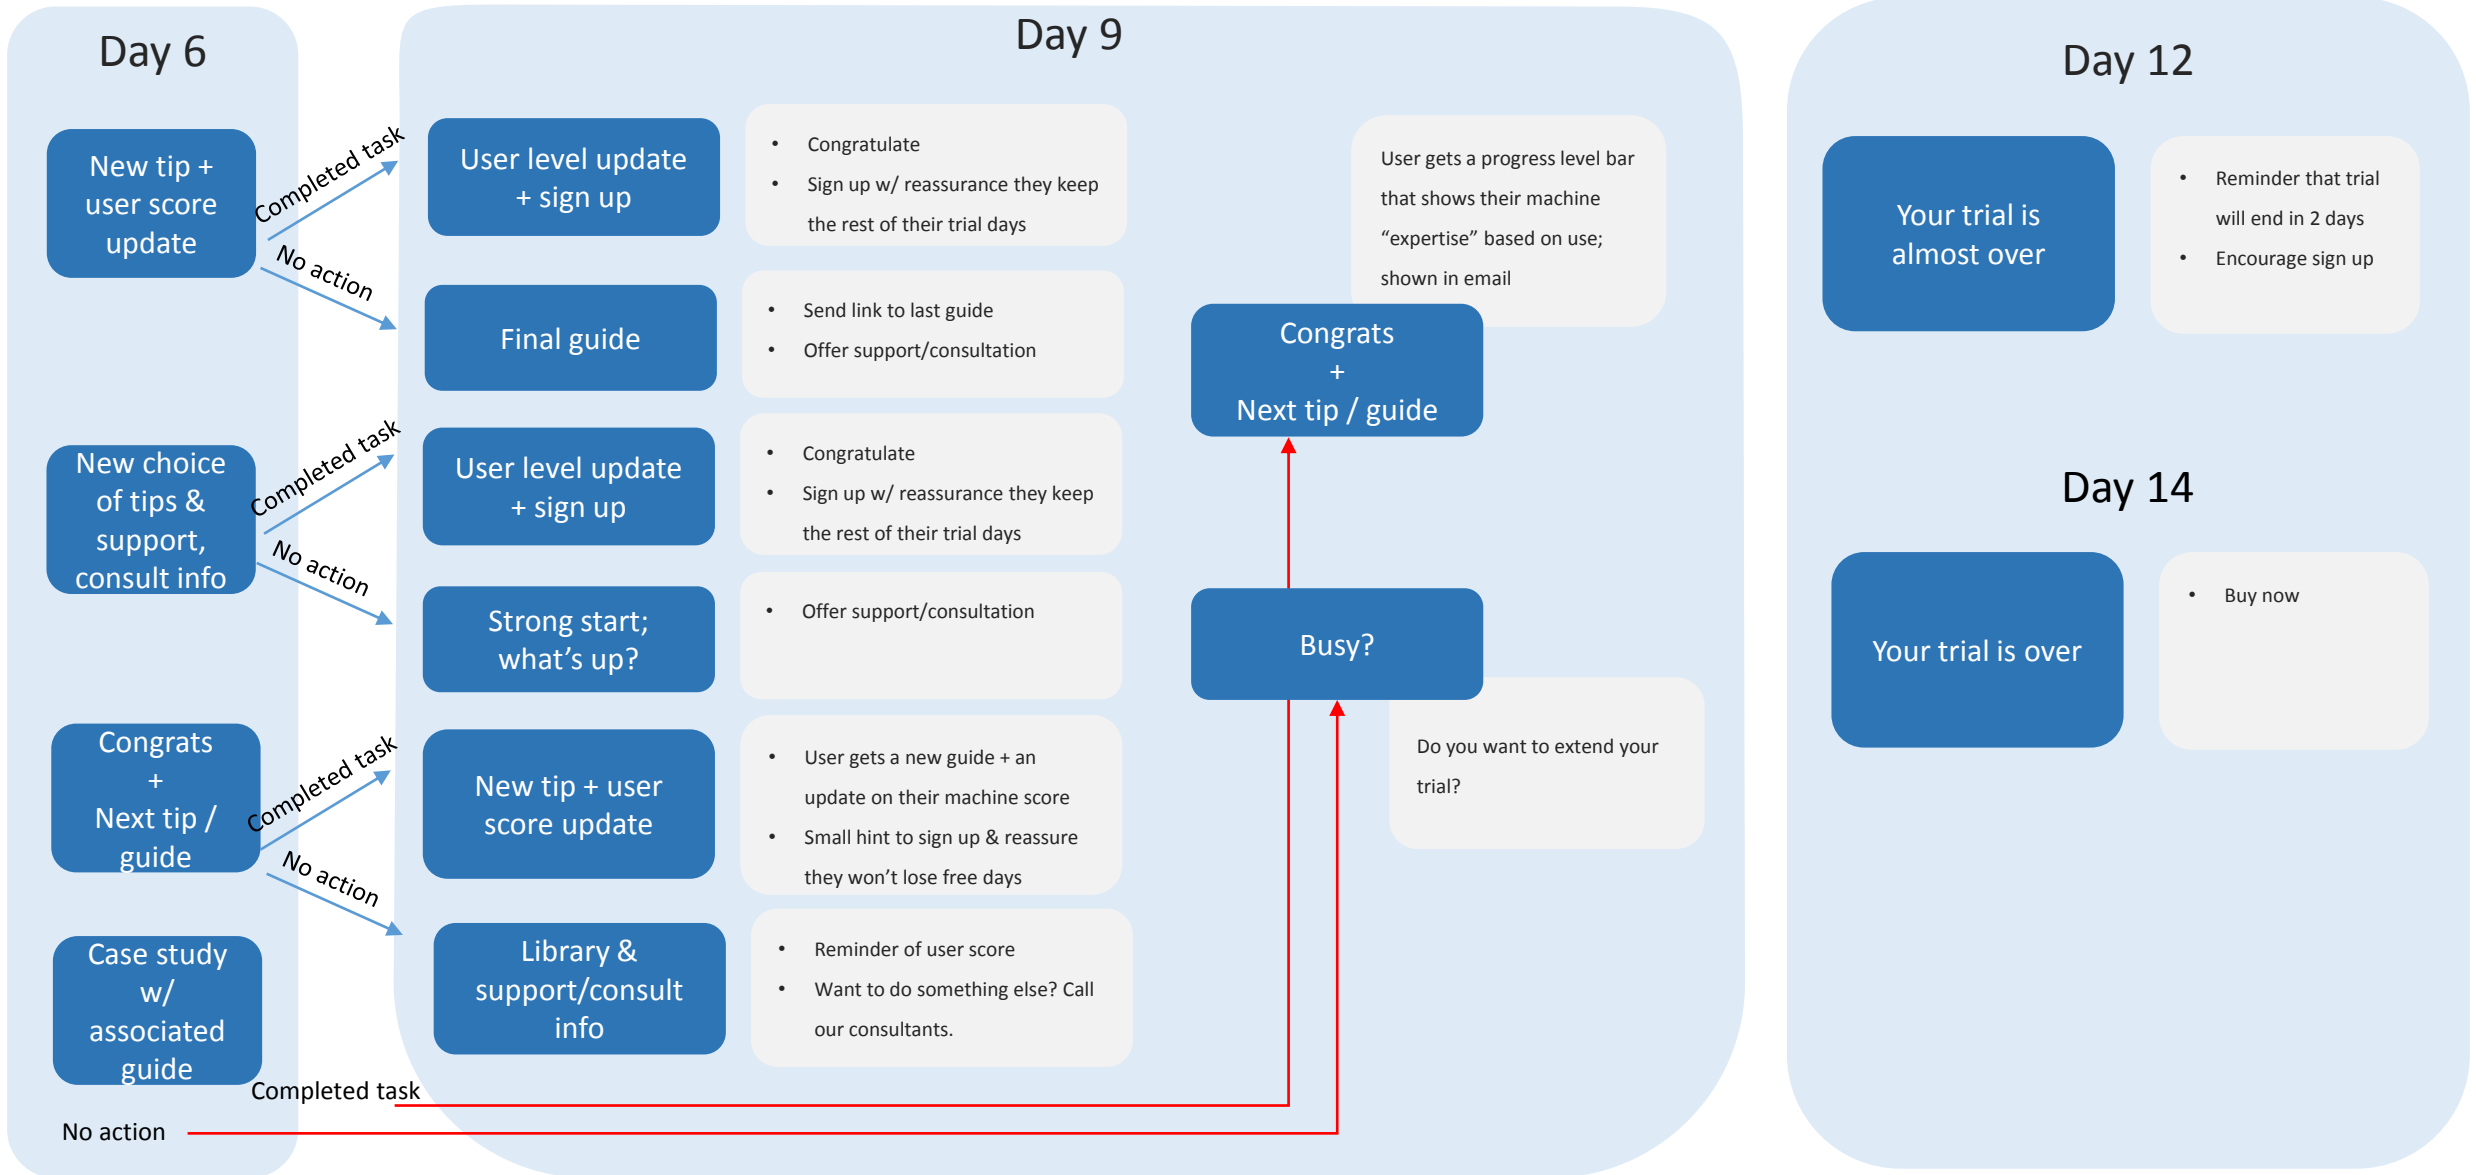 Day 6
New tip +
user score
update
Completed task
No action
New choice
of tips &
support,
consult info
Completed task
No action
Congrats
+
Next tip /
guide
Completed task
No action
Case study
w/
associated
guide
Completed task
No action
Day 9
User level update
+ sign up
• Congratulate
• Sign up w/ reassurance they keep
the rest of their trial days
Final guide
• Send link to last guide
• Offer support/consultation
User level update
+ sign up
• Congratulate
• Sign up w/ reassurance they keep
the rest of their trial days
Strong start;
what’s up?
• Offer support/consultation
New tip + user
score update
• User gets a new guide + an
update on their machine score
• Small hint to sign up & reassure
they won’t lose free days
Library &
support/consult
info
• Reminder of user score
• Want to do something else? Call
our consultants.
User gets a progress level bar
that shows their machine
“expertise” based on use;
shown in email
Congrats
+
Next tip / guide
Busy?
Do you want to extend your
trial?
Day 12
Your trial is
almost over
• Reminder that trial
will end in 2 days
• Encourage sign up
Day 14
Your trial is over
• Buy now